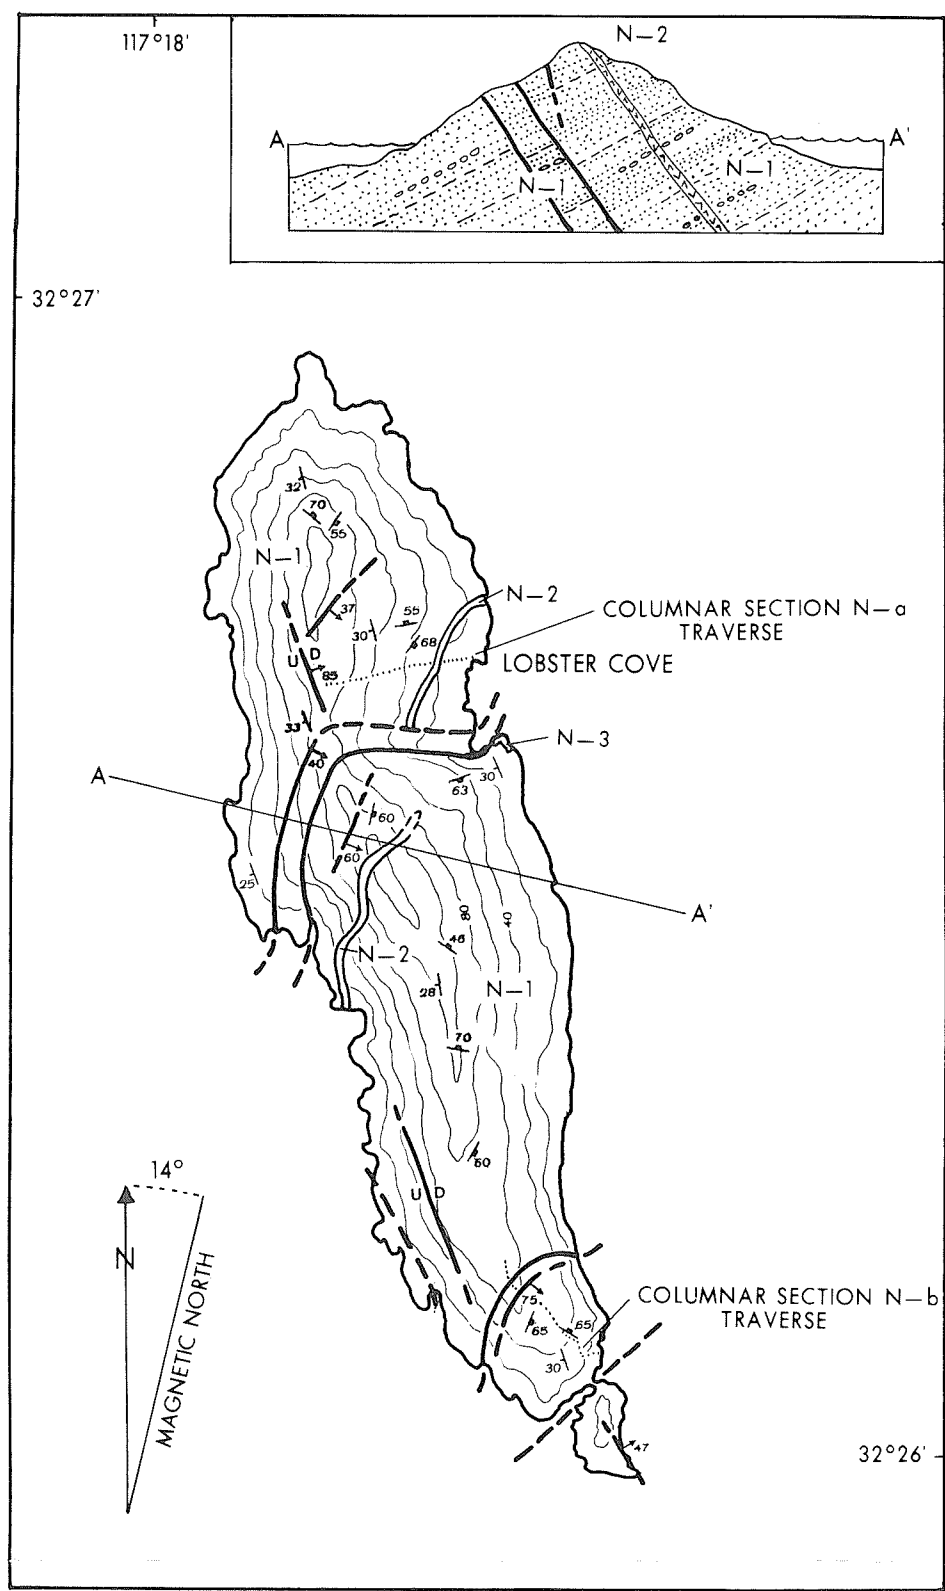 117°18'
N–2
A
A'
N–1
N–1
32°27'
32
70
55
N–1
37
55
N–2
COLUMNAR SECTION N–a
TRAVERSE
30
68
U D
85
LOBSTER COVE
33
40
N–3
A
63
30
60
60
25
80
40
A'
46
N–2
28
N–1
70
60
14°
U D
N
MAGNETIC NORTH
75
65
65
COLUMNAR SECTION N–b
TRAVERSE
30
47
32°26'